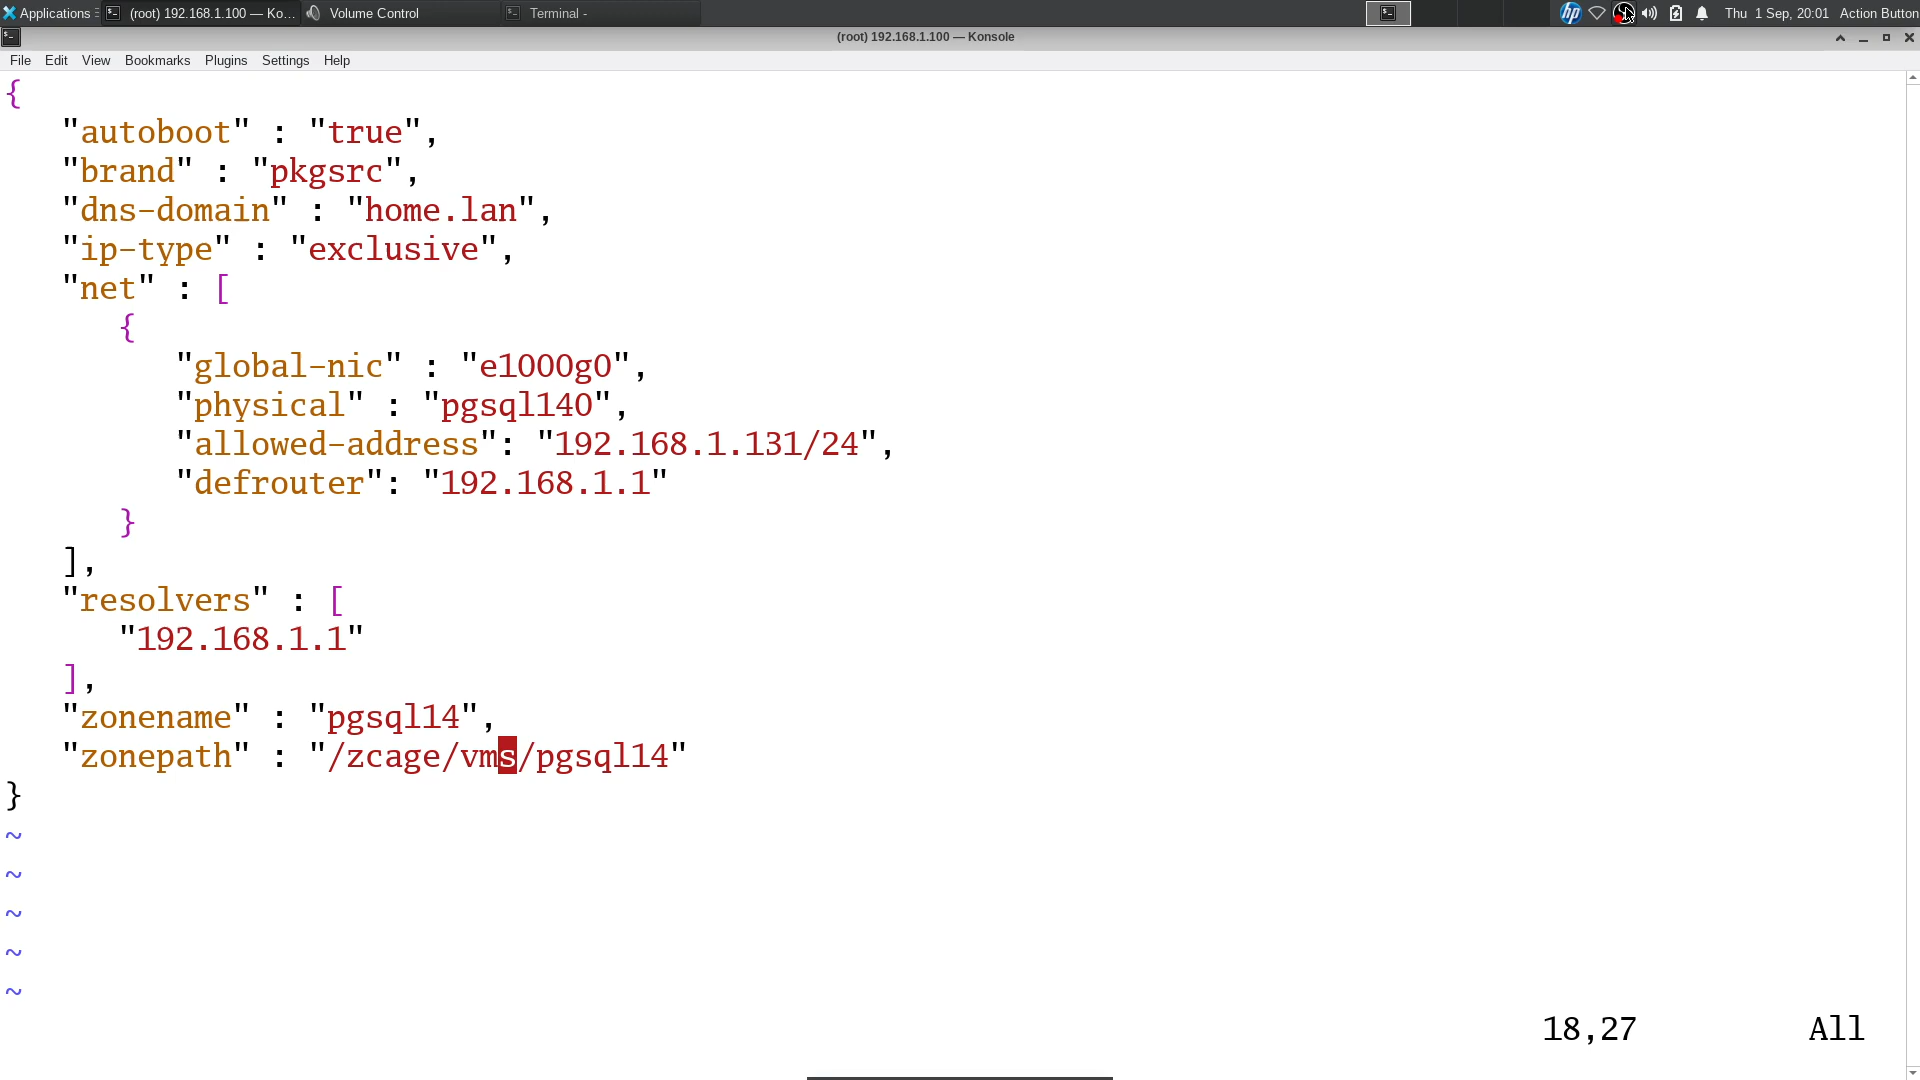 Applications (root) 192.168.1.100 — Ko... Volume Control Terminal - hp Thu 1 Sep, 20:01 Action Button
(root) 192.168.1.100 — Konsole
File Edit View Bookmarks Plugins Settings Help
{
"autoboot" : "true",
"brand" : "pkgsrc",
"dns-domain" : "home.lan",
"ip-type" : "exclusive",
"net" : [
{
"global-nic" : "e1000g0",
"physical" : "pgsql140",
"allowed-address": "192.168.1.131/24",
"defrouter": "192.168.1.1"
}
],
"resolvers" : [
"192.168.1.1"
],
"zonename" : "pgsql14",
"zonepath" : "/zcage/vms/pgsql14"
}
~
~
~
~
~
18,27 All